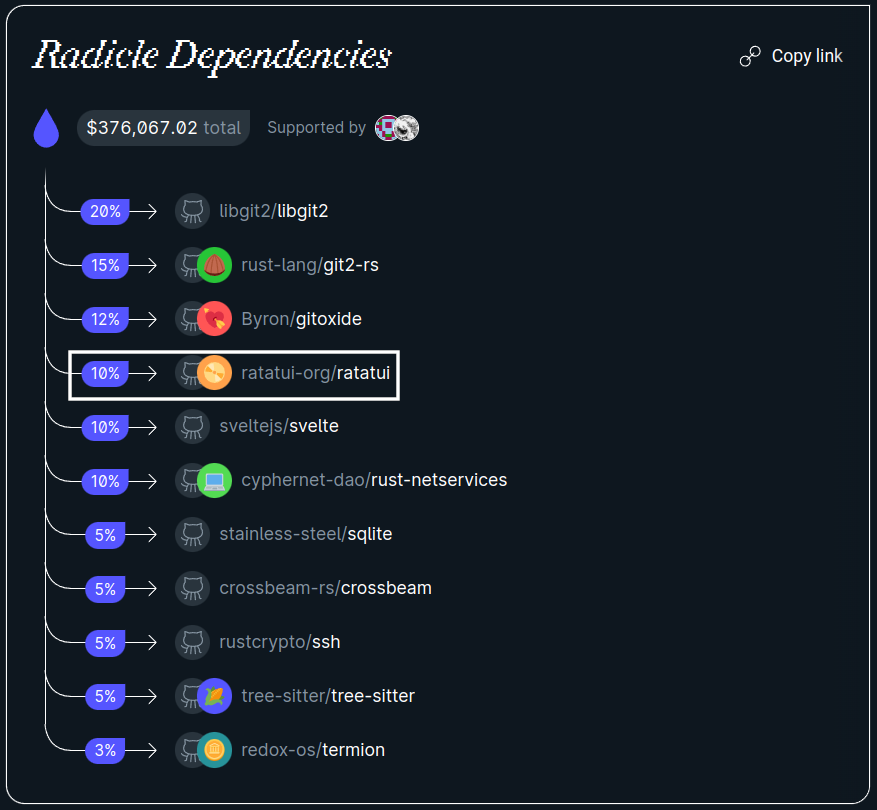 Radicle Dependencies
Copy link
$376,067.02 total Supported by
20% libgit2/libgit2
15% rust-lang/git2-rs
12% Byron/gitoxide
10% ratatui-org/ratatui
10% sveltejs/svelte
10% cyphernet-dao/rust-netservices
5% stainless-steel/sqlite
5% crossbeam-rs/crossbeam
5% rustcrypto/ssh
5% tree-sitter/tree-sitter
3% redox-os/termion